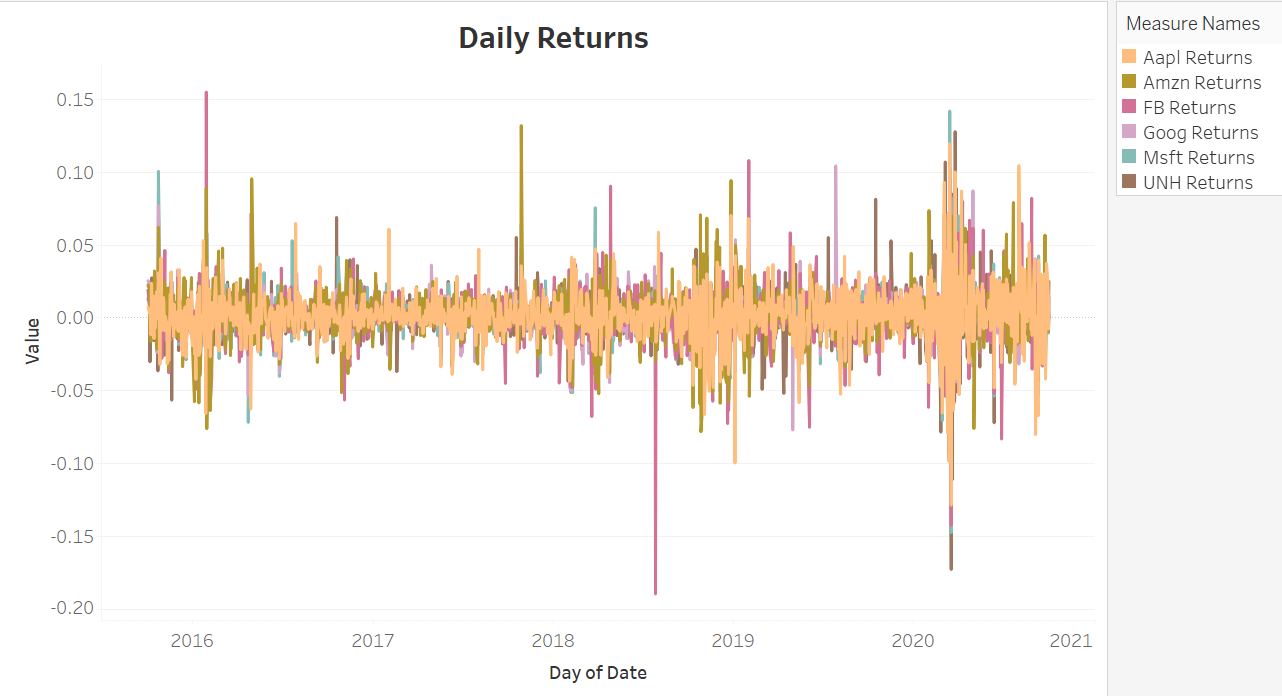 Daily Returns
Measure Names
Aapl Returns
Amzn Returns
FB Returns
Goog Returns
Msft Returns
UNH Returns
Value
0.15
0.10
0.05
0.00
-0.05
-0.10
-0.15
-0.20
2016 2017 2018 2019 2020 2021
Day of Date